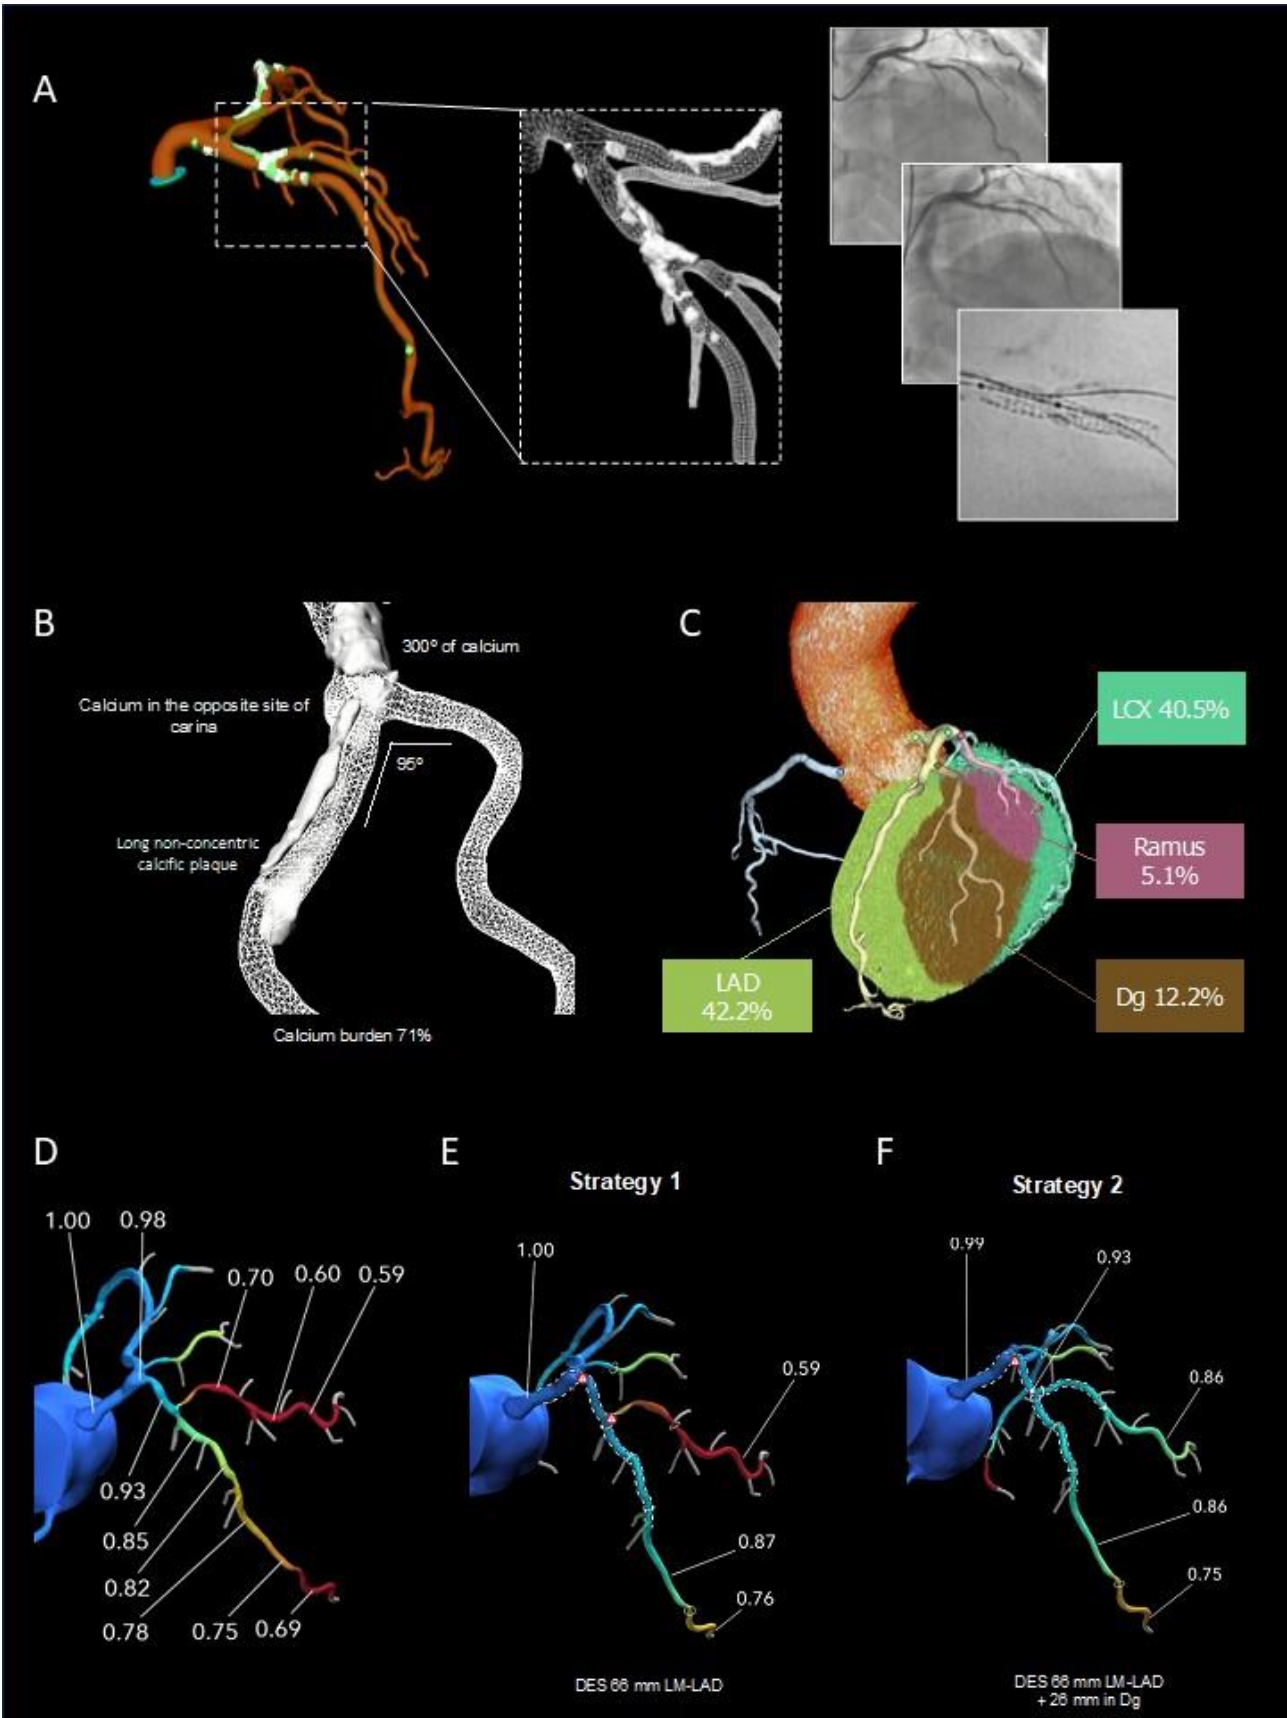 A
B
300º of calcium
Calcium in the opposite site of
carina
95º
Long non-concentric
calcific plaque
Calcium burden 71%
C
LCX 40.5%
Ramus
5.1%
LAD
42.2%
Dg 12.2%
D
1.00
0.98
0.70
0.60
0.59
0.93
0.85
0.82
0.78
0.75
0.69
E
Strategy 1
1.00
0.59
0.87
0.76
DES 66 mm LM-LAD
F
Strategy 2
0.99
0.93
0.86
0.86
0.75
DES 66 mm LM-LAD
+ 26 mm in Dg